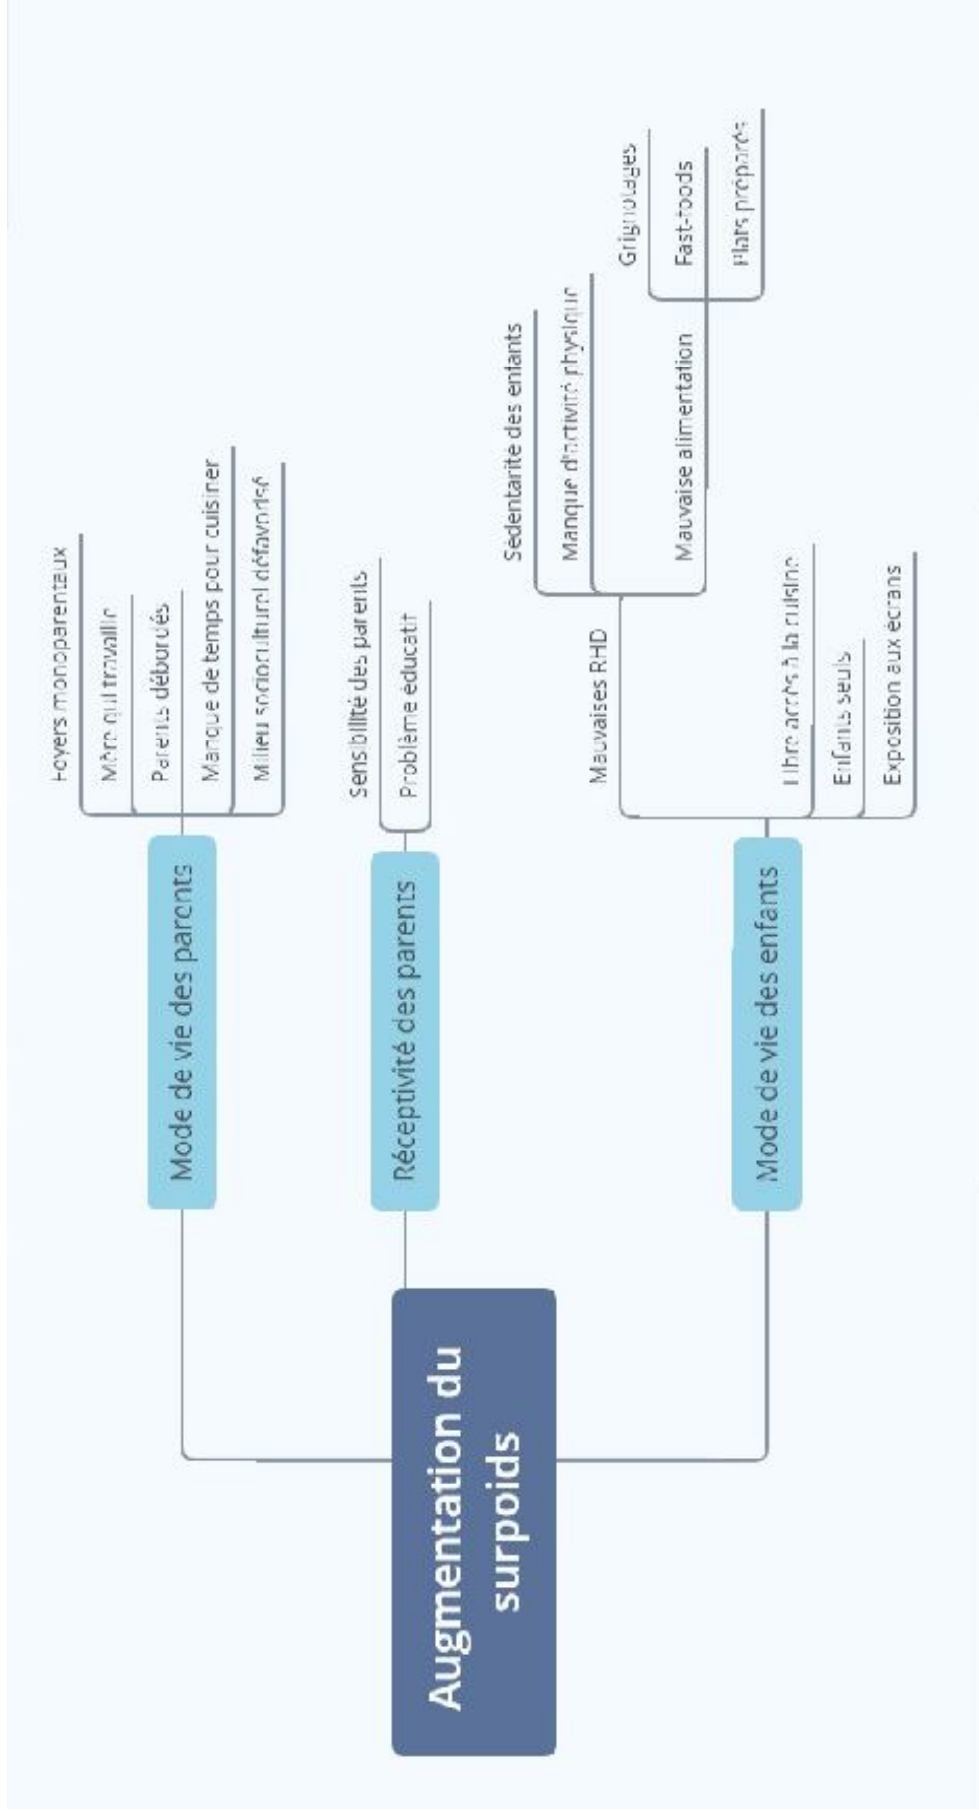 Augmentation du
surpoids
Mode de vie des parents
Foyers monoparentaux
Mère qui travaille
Parents débordés
Manque de temps pour cuisiner
Milieu socioculturel défavorisé
Réceptivité des parents
Sensibilité des parents
Problème éducatif
Mode de vie des enfants
Mauvaises RHD
Sédentarité des enfants
Manque d'activité physique
Mauvaise alimentation
Grignotages
Fast-foods
Plats préparés
Libre accès à la cuisine
Enfants seuls
Exposition aux écrans